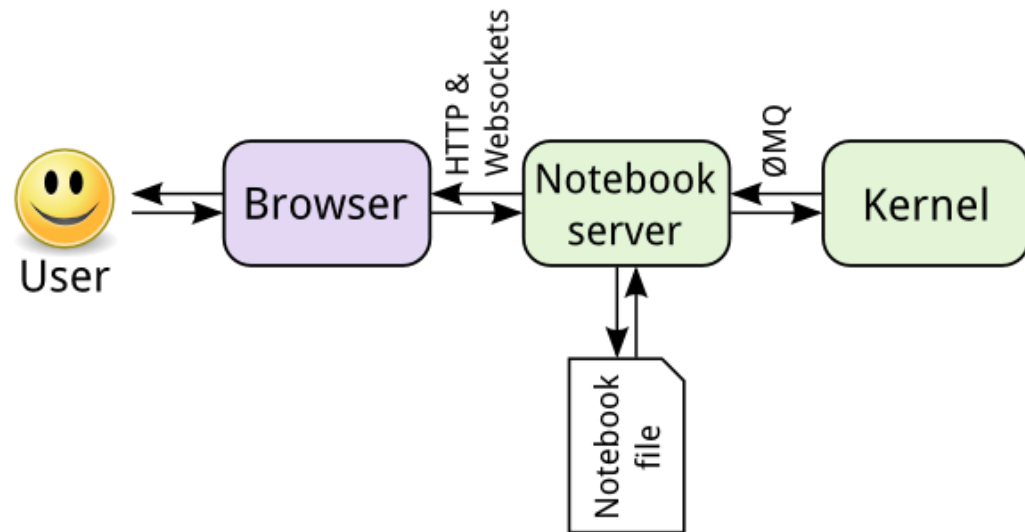 User
Browser
HTTP &
Websockets
Notebook
server
ØMQ
Kernel
Notebook
file